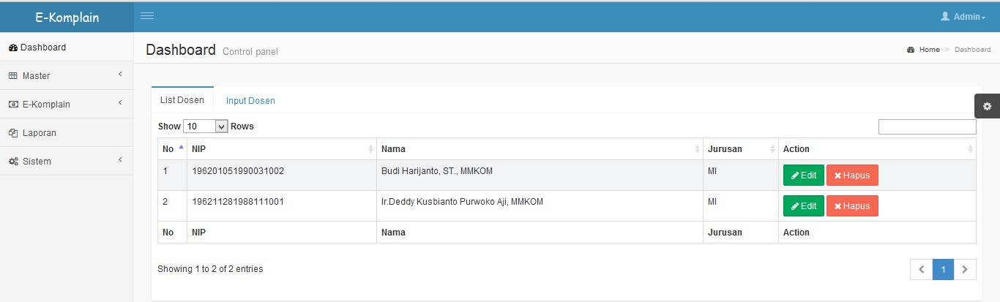 E-Komplain
Admin
Dashboard
Master
E-Komplain
Laporan
Sistem
Dashboard Control panel
Home > Dashboard
List Dosen Input Dosen
Show 10 Rows
No NIP Nama Jurusan Action
1 196201051990031002 Budi Harijanto, ST., MMKOM MI Edit Hapus
2 196211281988111001 Ir.Deddy Kusbianto Purwoko Aji, MMKOM MI Edit Hapus
No NIP Nama Jurusan Action
Showing 1 to 2 of 2 entries
1